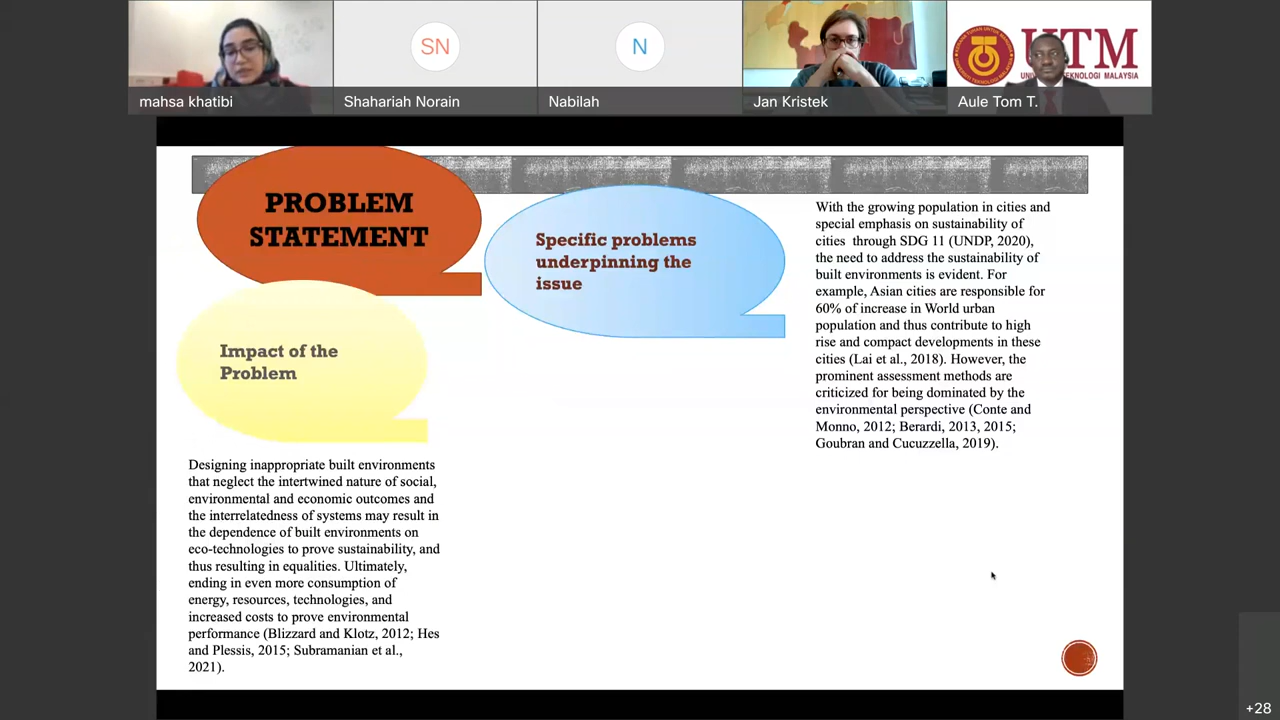 SN
N
UTM
UNIVERSITI TEKNOLOGI MALAYSIA
mahsa khatibi
Shahariah Norain
Nabilah
Jan Kristek
Aule Tom T.
PROBLEM
STATEMENT
Specific problems
underpinning the
issue
With the growing population in cities and
special emphasis on sustainability of
cities through SDG 11 (UNDP, 2020),
the need to address the sustainability of
built environments is evident. For
example, Asian cities are responsible for
60% of increase in World urban
population and thus contribute to high
rise and compact developments in these
cities (Lai et al., 2018). However, the
prominent assessment methods are
criticized for being dominated by the
environmental perspective (Conte and
Monno, 2012; Berardi, 2013, 2015;
Goubran and Cucuzzella, 2019).
Impact of the
Problem
Designing inappropriate built environments
that neglect the intertwined nature of social,
environmental and economic outcomes and
the interrelatedness of systems may result in
the dependence of built environments on
eco-technologies to prove sustainability, and
thus resulting in equalities. Ultimately,
ending in even more consumption of
energy, resources, technologies, and
increased costs to prove environmental
performance (Blizzard and Klotz, 2012; Hes
and Plessis, 2015; Subramanian et al.,
2021).
+28